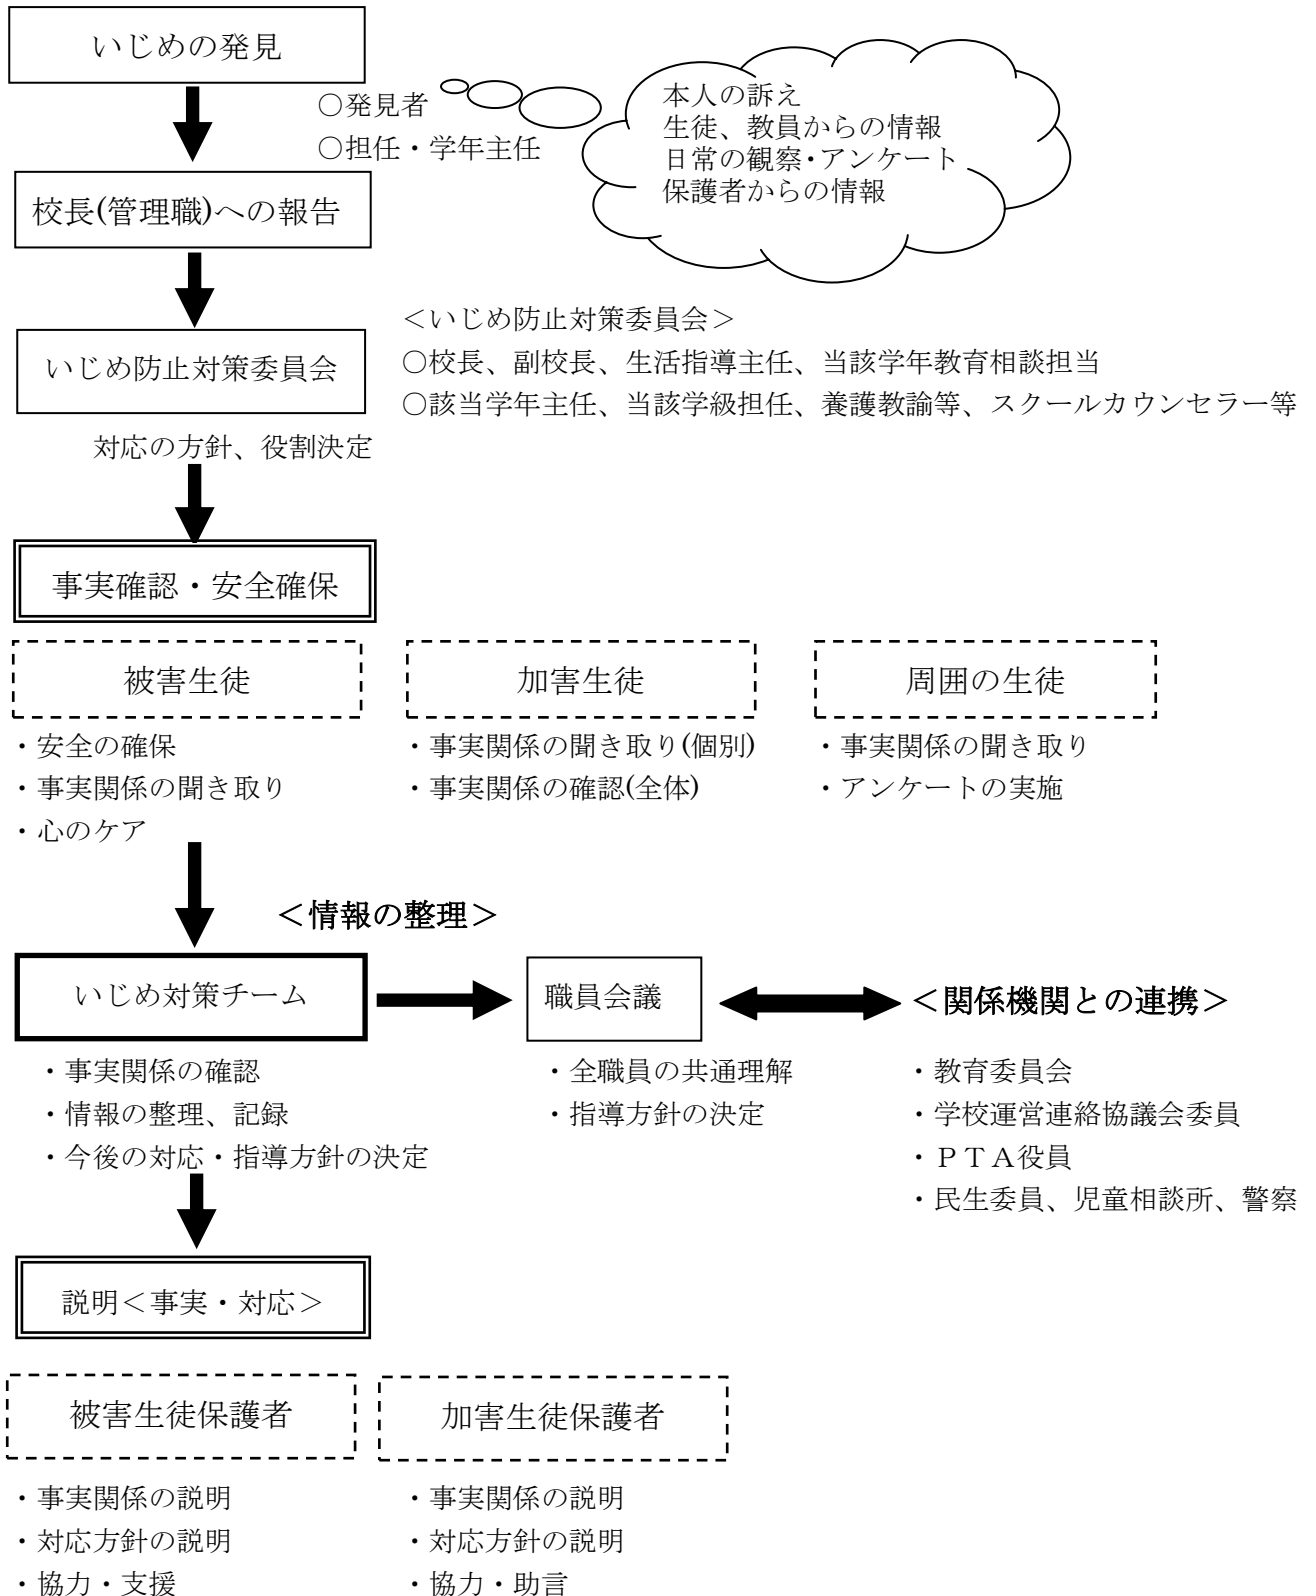 いじめの発見
○発見者
○担任・学年主任
本人の訴え
生徒、教員からの情報
日常の観察・アンケート
保護者からの情報
校長(管理職)への報告
いじめ防止対策委員会
＜いじめ防止対策委員会＞
○校長、副校長、生活指導主任、当該学年教育相談担当
○該当学年主任、当該学級担任、養護教諭等、スクールカウンセラー等
対応の方針、役割決定
事実確認・安全確保
被害生徒
・安全の確保
・事実関係の聞き取り
・心のケア
加害生徒
・事実関係の聞き取り(個別)
・事実関係の確認(全体)
周囲の生徒
・事実関係の聞き取り
・アンケートの実施
＜情報の整理＞
いじめ対策チーム
・事実関係の確認
・情報の整理、記録
・今後の対応・指導方針の決定
職員会議
・全職員の共通理解
・指導方針の決定
＜関係機関との連携＞
・教育委員会
・学校運営連絡協議会委員
・ＰＴＡ役員
・民生委員、児童相談所、警察
説明＜事実・対応＞
被害生徒保護者
・事実関係の説明
・対応方針の説明
・協力・支援
加害生徒保護者
・事実関係の説明
・対応方針の説明
・協力・助言